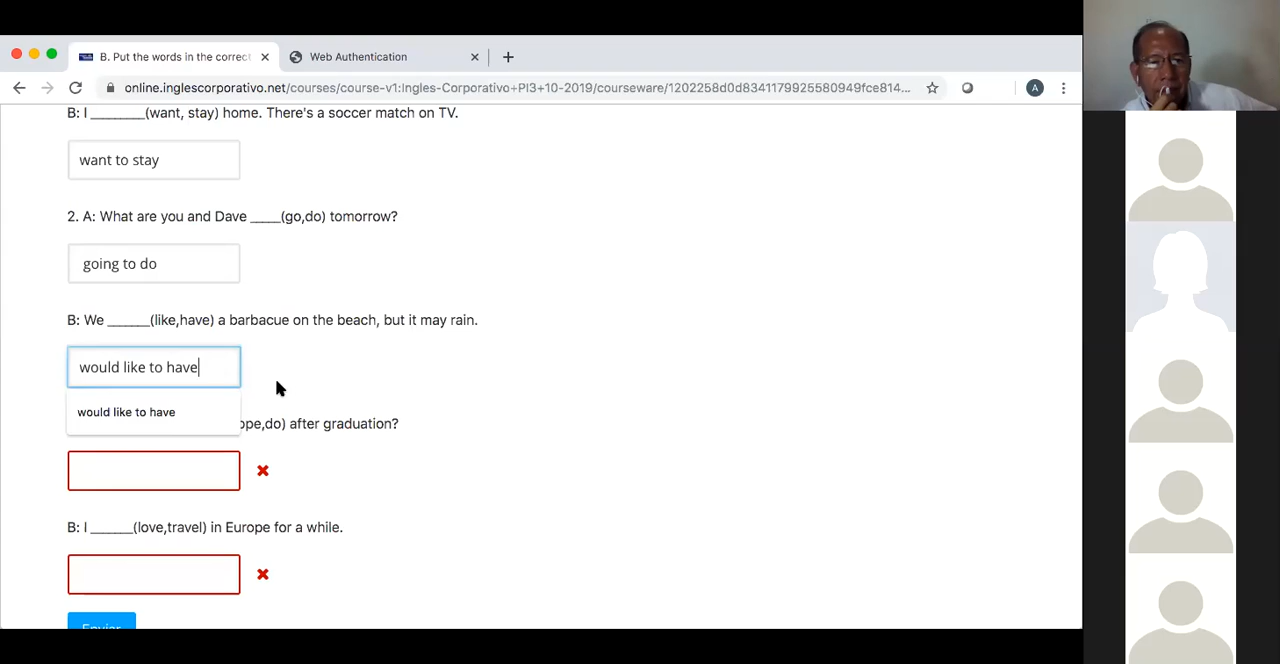 B. Put the words in the correct
Web Authentication
online.inglescorporativo.net/courses/course-v1:Ingles-Corporativo+PI3+10-2019/courseware/1202258d0d8341179925580949fce814...
A
B: I ________(want, stay) home. There's a soccer match on TV.
want to stay
2. A: What are you and Dave _____(go,do) tomorrow?
going to do
B: We _______(like,have) a barbacue on the beach, but it may rain.
would like to have
would like to have
ope,do) after graduation?
B: I ______(love,travel) in Europe for a while.
Enviar